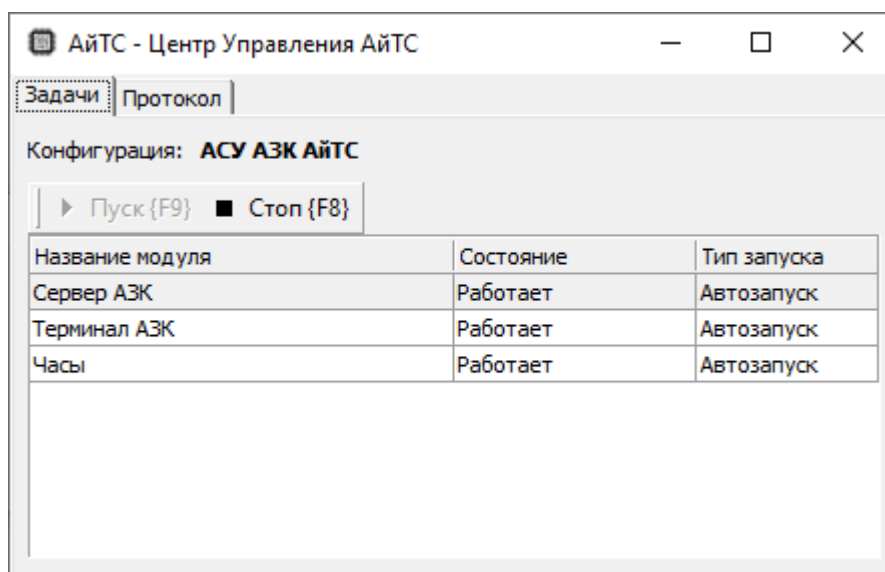 АйТС - Центр Управления АйТС
Задачи Протокол
Конфигурация: АСУ АЗК АйТС
Пуск {F9} Стоп {F8}
Название модуля Состояние Тип запуска
Сервер АЗК Работает Автозапуск
Терминал АЗК Работает Автозапуск
Часы Работает Автозапуск